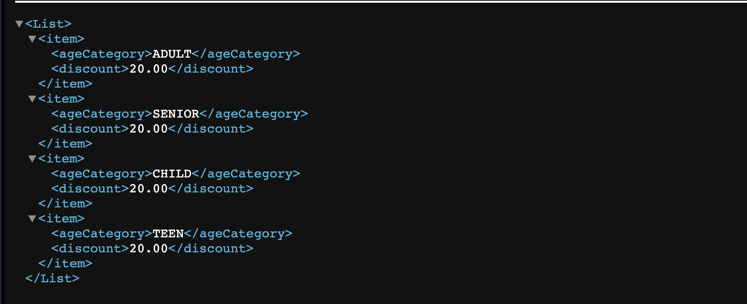 <List>
<item>
<ageCategory>ADULT</ageCategory>
<discount>20.00</discount>
</item>
<item>
<ageCategory>SENIOR</ageCategory>
<discount>20.00</discount>
</item>
<item>
<ageCategory>CHILD</ageCategory>
<discount>20.00</discount>
</item>
<item>
<ageCategory>TEEN</ageCategory>
<discount>20.00</discount>
</item>
</List>